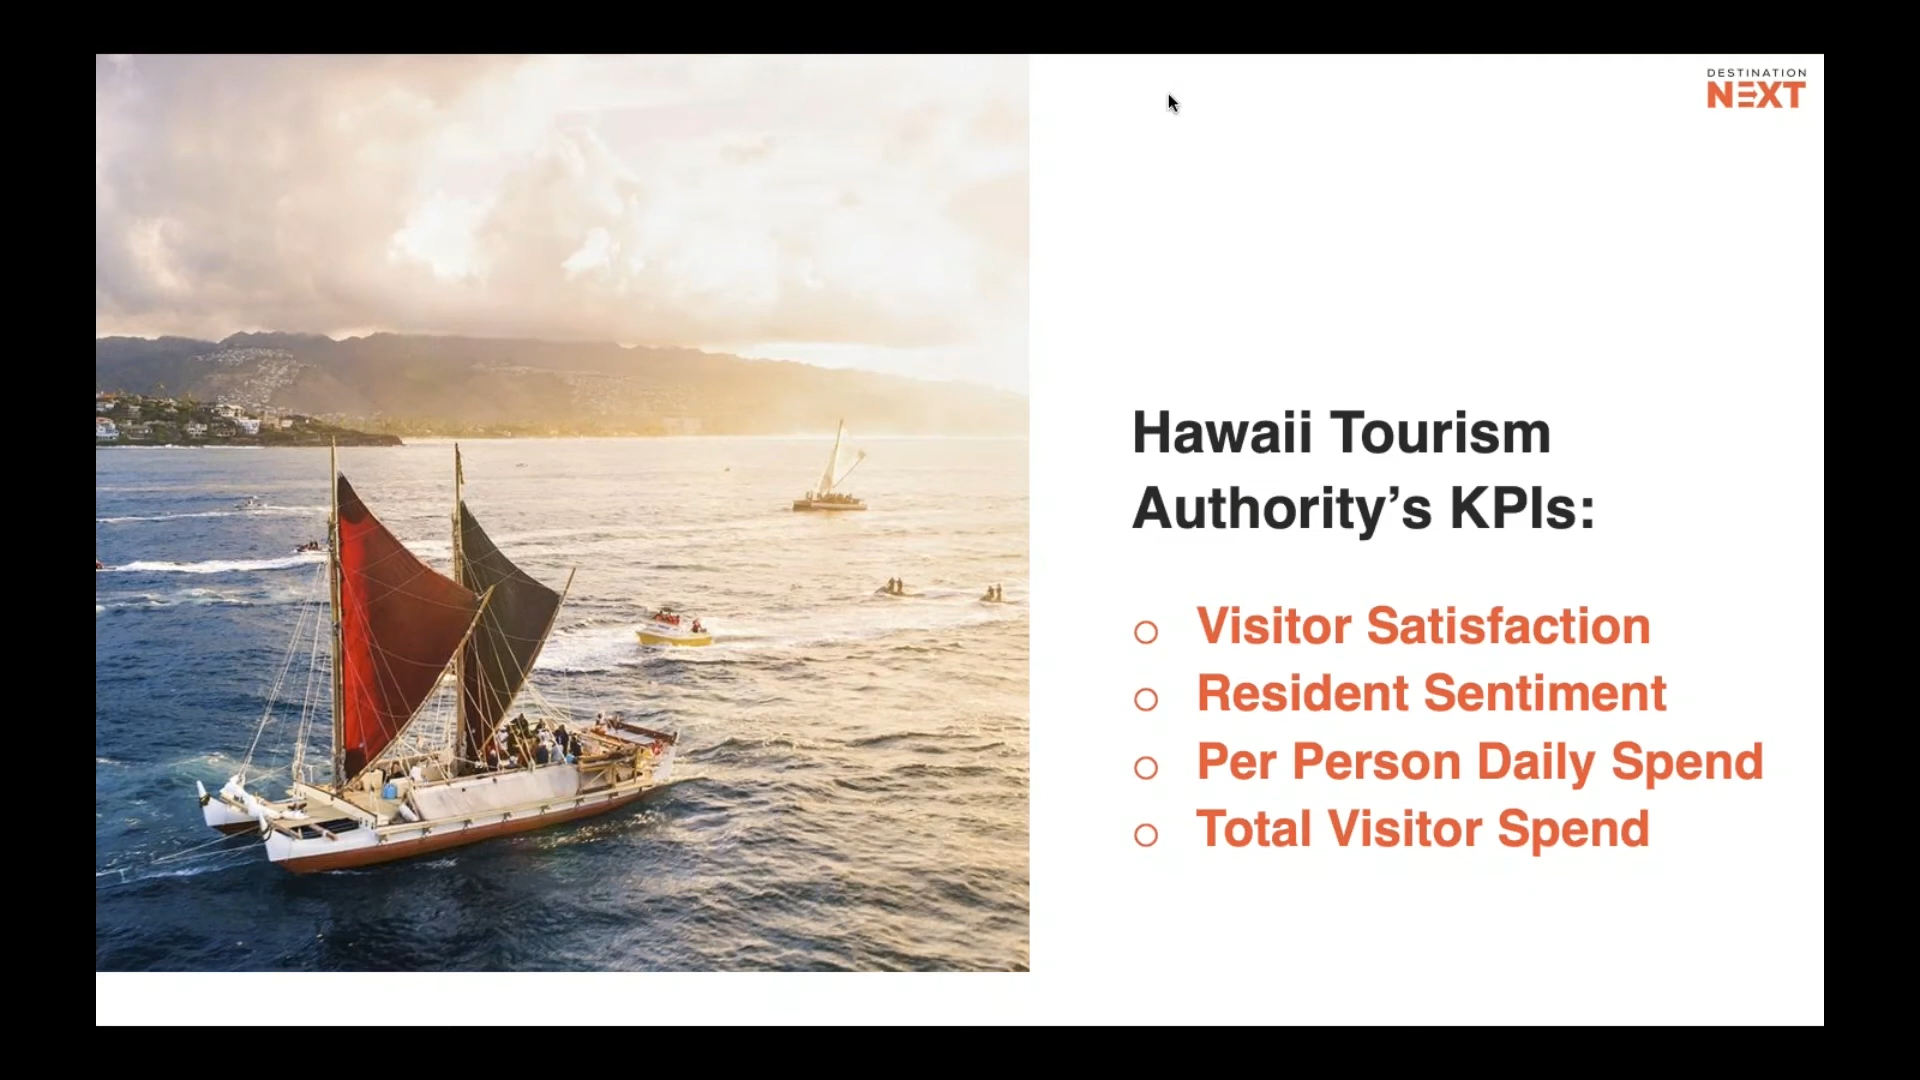 DESTINATION
NEXT
Hawaii Tourism
Authority’s KPIs:
Visitor Satisfaction
Resident Sentiment
Per Person Daily Spend
Total Visitor Spend